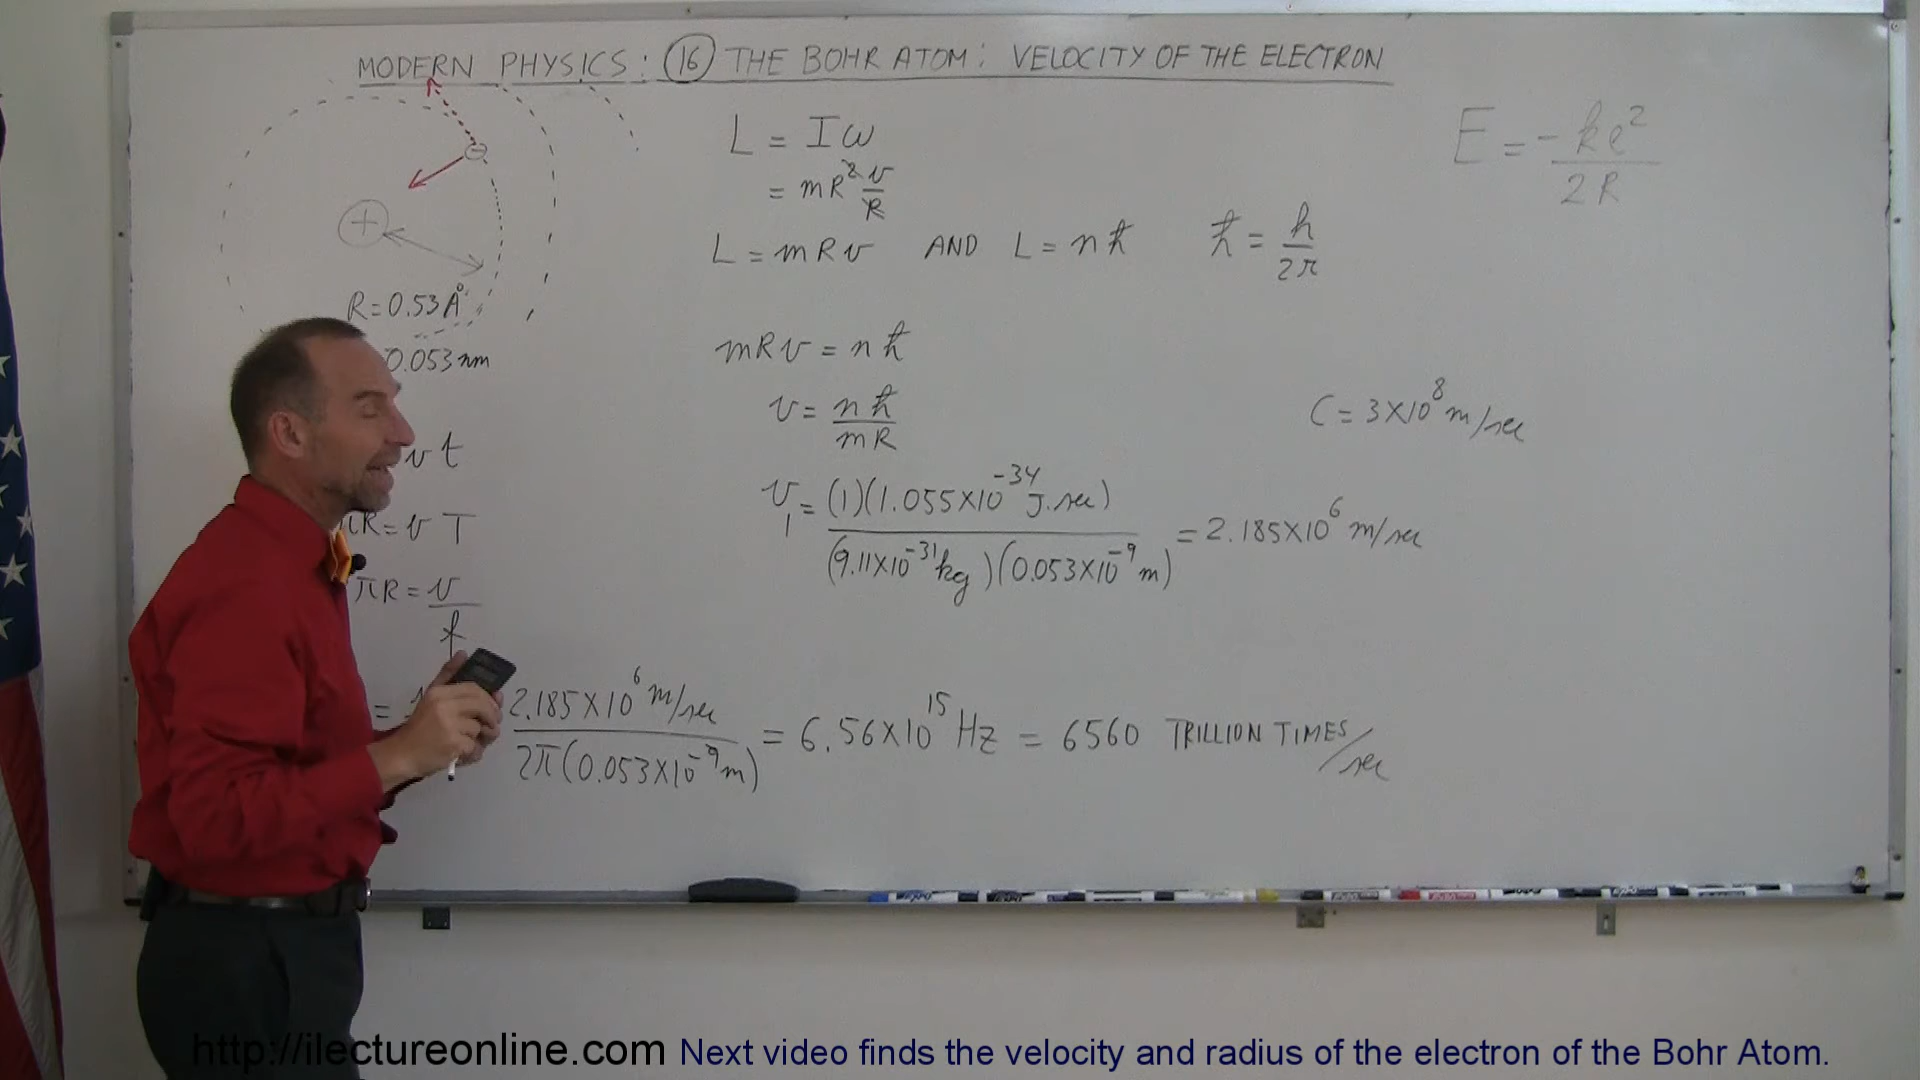 MODERN PHYSICS: 16 THE BOHR ATOM: VELOCITY OF THE ELECTRON
L = Iω
= mR² v/R
L = mRv AND L = nħ ħ = h/2π
E = -ke²/2R
+
−
R = 0.53 Å
0.053 nm
mRv = nħ
v = nħ/mR
C = 3×10⁸ m/sec
vt
πR = vT
πR = v/f
v₁ = (1)(1.055×10⁻³⁴ J.sec)/(9.11×10⁻³¹ kg)(0.053×10⁻⁹ m) = 2.185×10⁶ m/sec
= 2.185×10⁶ m/sec/2π(0.053×10⁻⁹ m) = 6.56×10¹⁵ Hz = 6560 TRILLION TIMES/sec
http://ilectureonline.com Next video finds the velocity and radius of the electron of the Bohr Atom.